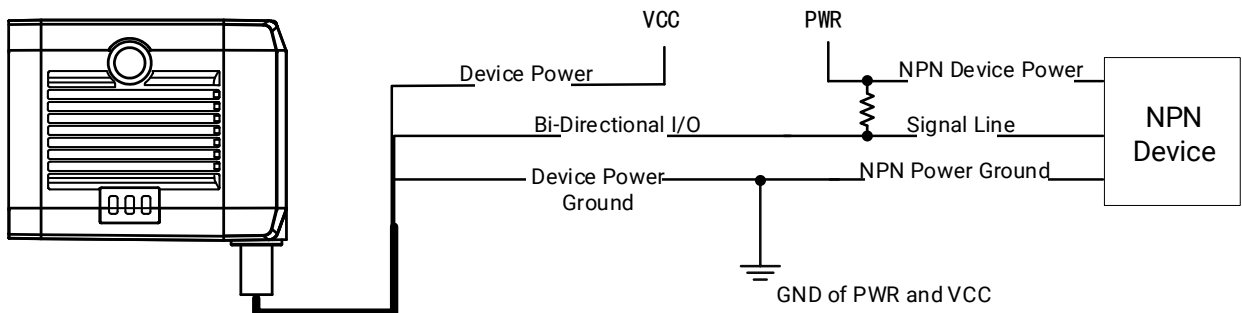 VCC
PWR
Device Power
NPN Device Power
Bi-Directional I/O
Signal Line
NPN
Device
Device Power
Ground
NPN Power Ground
GND of PWR and VCC